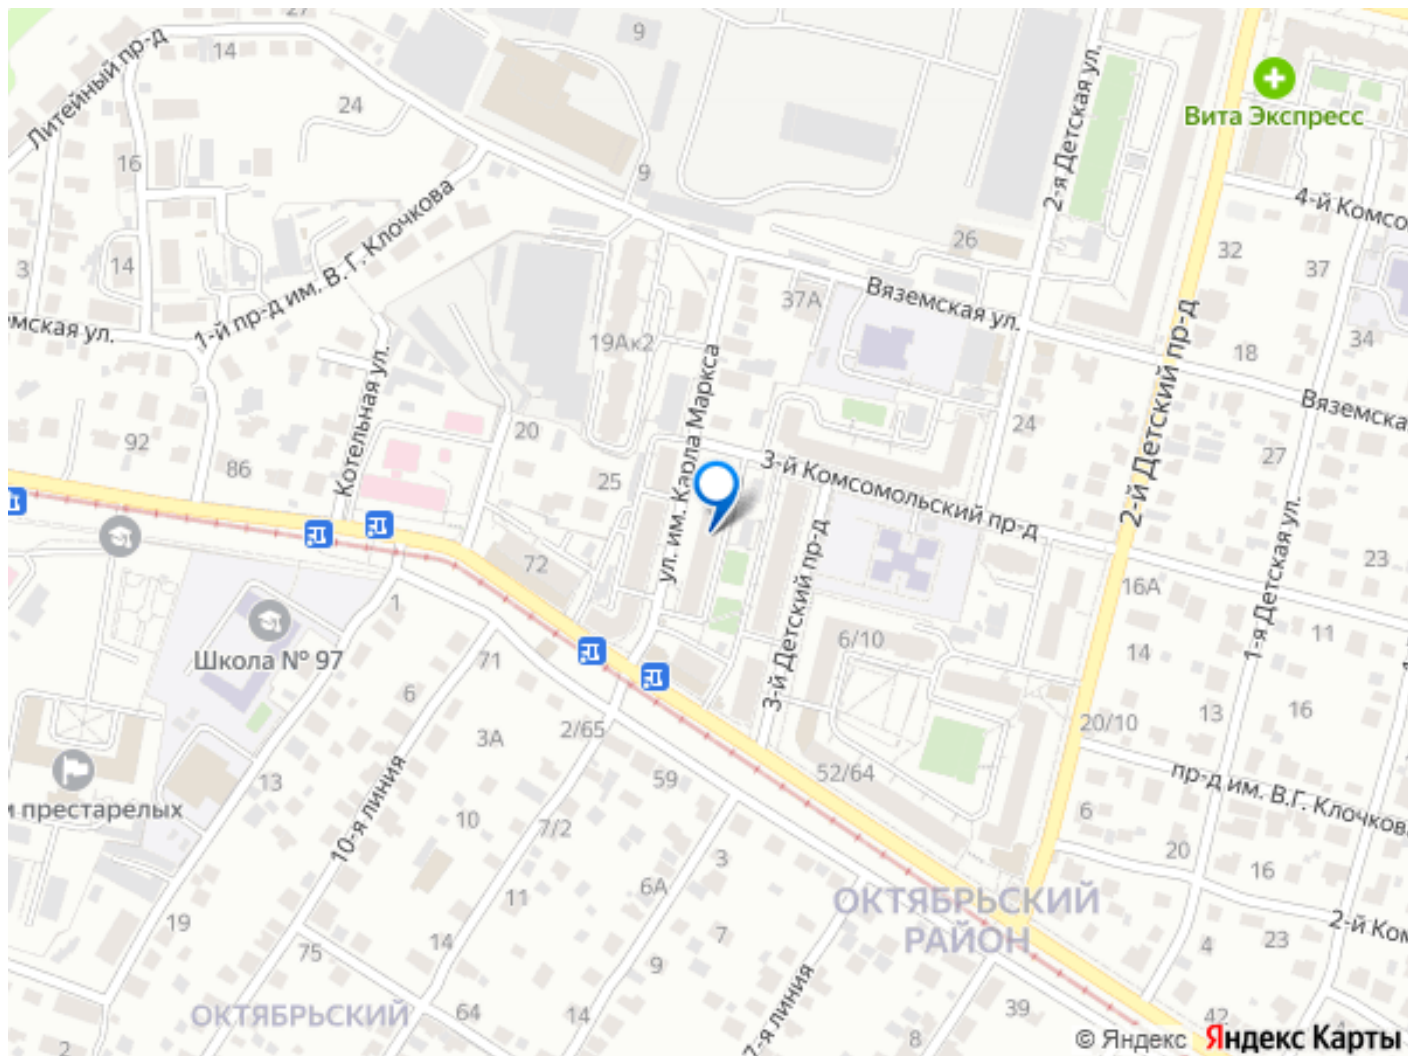 27
14
9
Литейный пр-д
24
2-я Детская ул.
Вита Экспресс
16
9
4-й Комсо
1-й пр-д им. В. Г. Клочкова
26
32
37
3
14
37А
Вяземская ул.
мская ул.
19Ак2
2-й Детский пр-д
18
34
Котельная ул.
ул. им. Карла Маркса
Вяземска
92
20
24
86
25
3-й Комсомольский пр-д
27
1-я Детская ул.
72
3-й Детский пр-д
23
16А
1
6/10
11
Школа № 97
71
14
6
3А
2/65
20/10
13
16
13
59
52/64
пр-д им. В.Г. Клочкова
и престарелых
10-я линия
10
7/2
6
3
20
16
6А
11
ОКТЯБРЬСКИЙ
РАЙОН
19
14
7
2-й Ком
75
9
4
23
7-я линия
ОКТЯБРЬСКИЙ
64
14
39
42
4
2
8
© Яндекс Яндекс Карты